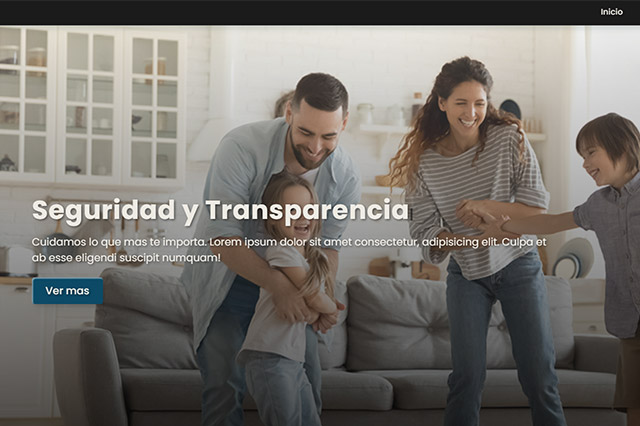 Inicio
Seguridad y Transparencia
Cuidamos lo que mas te importa. Lorem ipsum dolor sit amet consectetur, adipisicing elit. Culpa et
ab esse eligendi suscipit numquam!
Ver mas